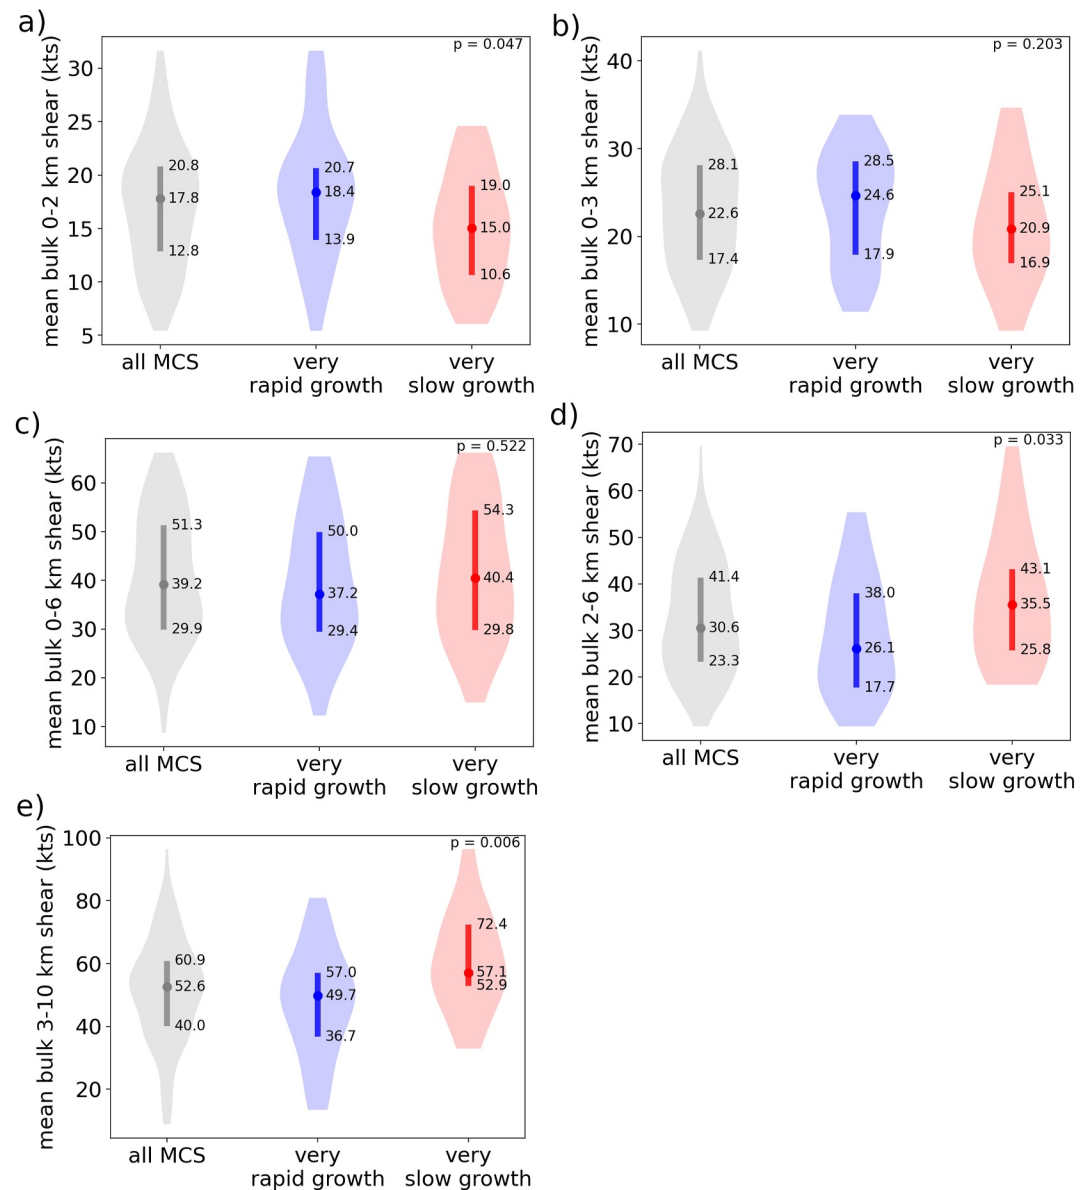 a)
p = 0.047
mean bulk 0-2 km shear (kts)
30
25
20
15
10
5
20.8
17.8
12.8
20.7
18.4
13.9
19.0
15.0
10.6
all MCS
very
rapid growth
very
slow growth
b)
p = 0.203
mean bulk 0-3 km shear (kts)
40
30
20
10
28.1
22.6
17.4
28.5
24.6
17.9
25.1
20.9
16.9
all MCS
very
rapid growth
very
slow growth
c)
p = 0.522
mean bulk 0-6 km shear (kts)
60
50
40
30
20
10
51.3
39.2
29.9
50.0
37.2
29.4
54.3
40.4
29.8
all MCS
very
rapid growth
very
slow growth
d)
p = 0.033
mean bulk 2-6 km shear (kts)
70
60
50
40
30
20
10
41.4
30.6
23.3
38.0
26.1
17.7
43.1
35.5
25.8
all MCS
very
rapid growth
very
slow growth
e)
p = 0.006
mean bulk 3-10 km shear (kts)
100
80
60
40
20
60.9
52.6
40.0
57.0
49.7
36.7
72.4
57.1
52.9
all MCS
very
rapid growth
very
slow growth